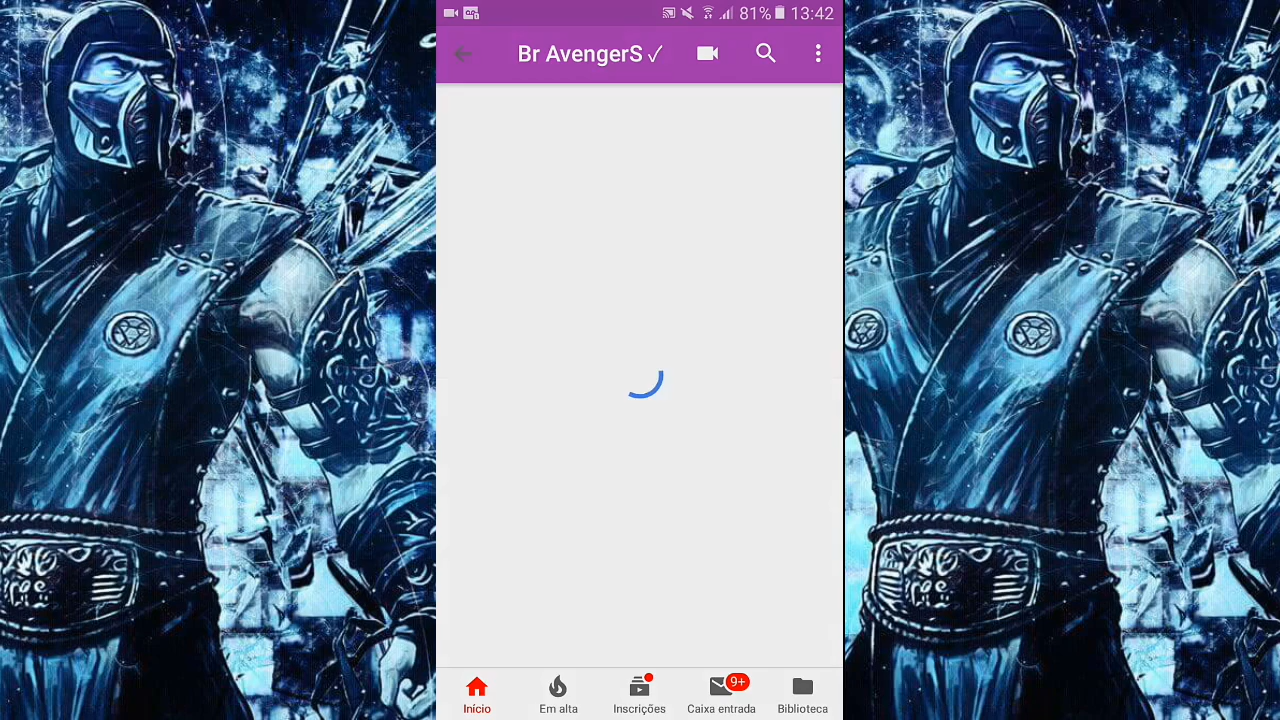 81% 13:42
Br AvengerS ✓
9+
Início Em alta Inscrições Caixa entrada Biblioteca